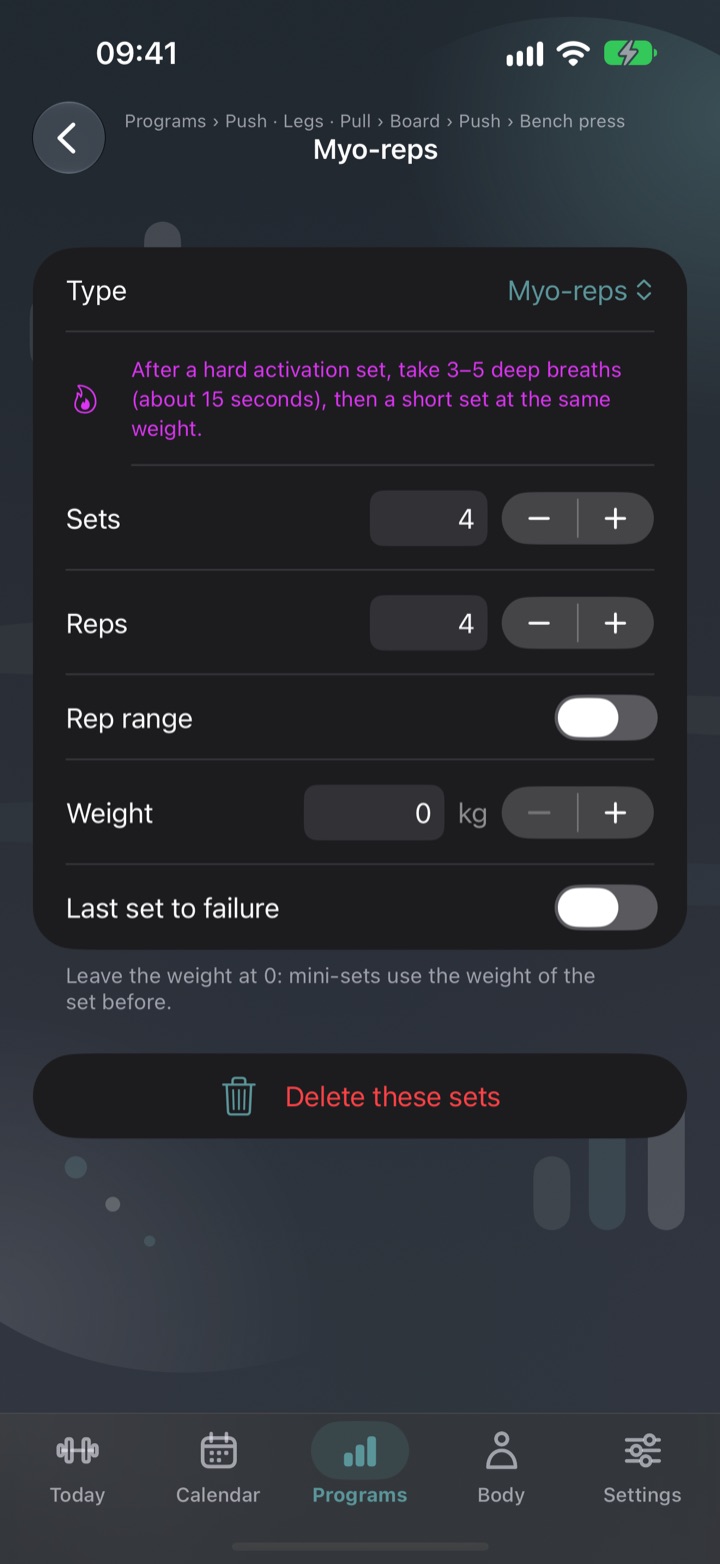 09:41
Programs › Push · Legs · Pull › Board › Push › Bench press
Myo-reps
Type Myo-reps
After a hard activation set, take 3–5 deep breaths
(about 15 seconds), then a short set at the same
weight.
Sets 4 − +
Reps 4 − +
Rep range
Weight 0 kg − +
Last set to failure
Leave the weight at 0: mini-sets use the weight of the
set before.
Delete these sets
Today Calendar Programs Body Settings